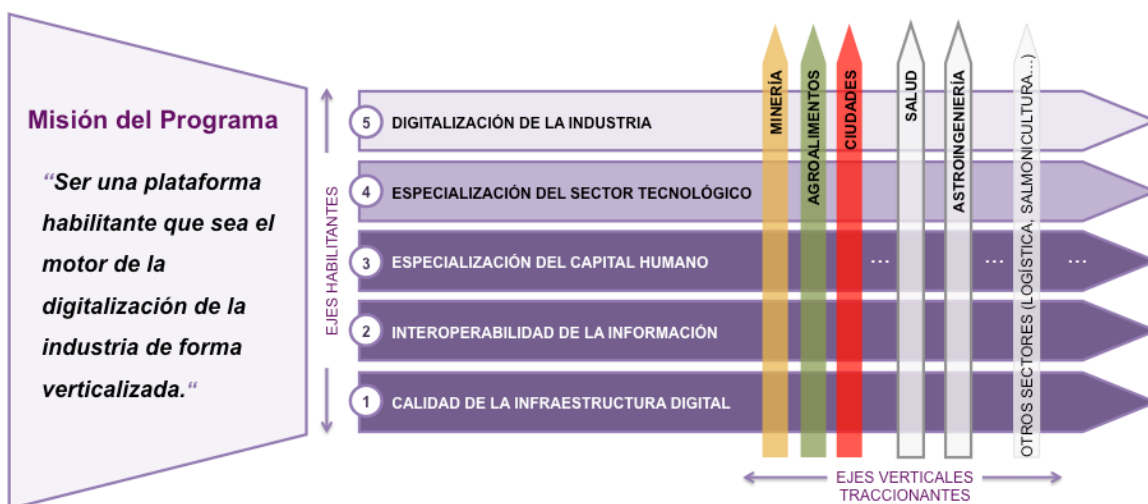 Misión del Programa
“Ser una plataforma
habilitante que sea el
motor de la
digitalización de la
industria de forma
verticalizada.“
EJES HABILITANTES
5 DIGITALIZACIÓN DE LA INDUSTRIA
4 ESPECIALIZACIÓN DEL SECTOR TECNOLÓGICO
3 ESPECIALIZACIÓN DEL CAPITAL HUMANO
2 INTEROPERABILIDAD DE LA INFORMACIÓN
1 CALIDAD DE LA INFRAESTRUCTURA DIGITAL
MINERÍA
AGROALIMENTOS
CIUDADES
...
SALUD
ASTROINGENIERÍA
...
OTROS SECTORES (LOGÍSTICA, SALMONICULTURA...)
...
EJES VERTICALES
TRACCIONANTES